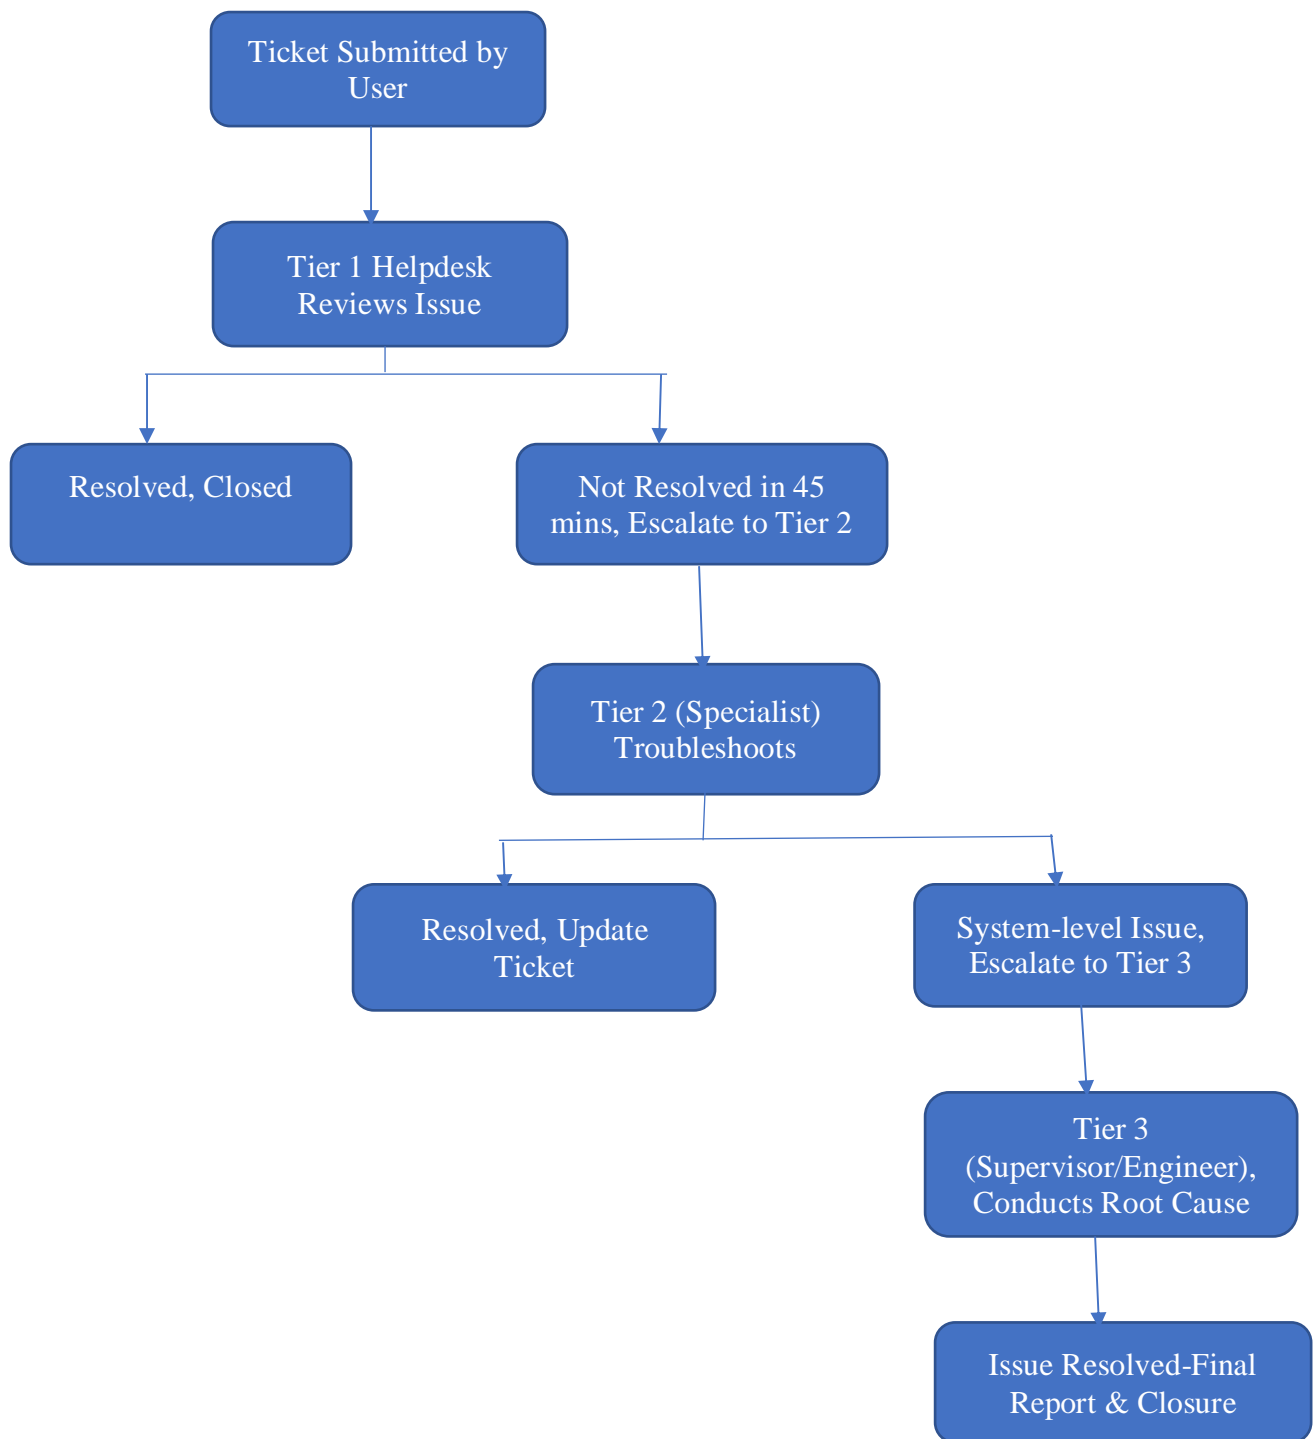 Ticket Submitted by
User
Tier 1 Helpdesk
Reviews Issue
Resolved, Closed
Not Resolved in 45
mins, Escalate to Tier 2
Tier 2 (Specialist)
Troubleshoots
Resolved, Update
Ticket
System-level Issue,
Escalate to Tier 3
Tier 3
(Supervisor/Engineer),
Conducts Root Cause
Issue Resolved-Final
Report & Closure